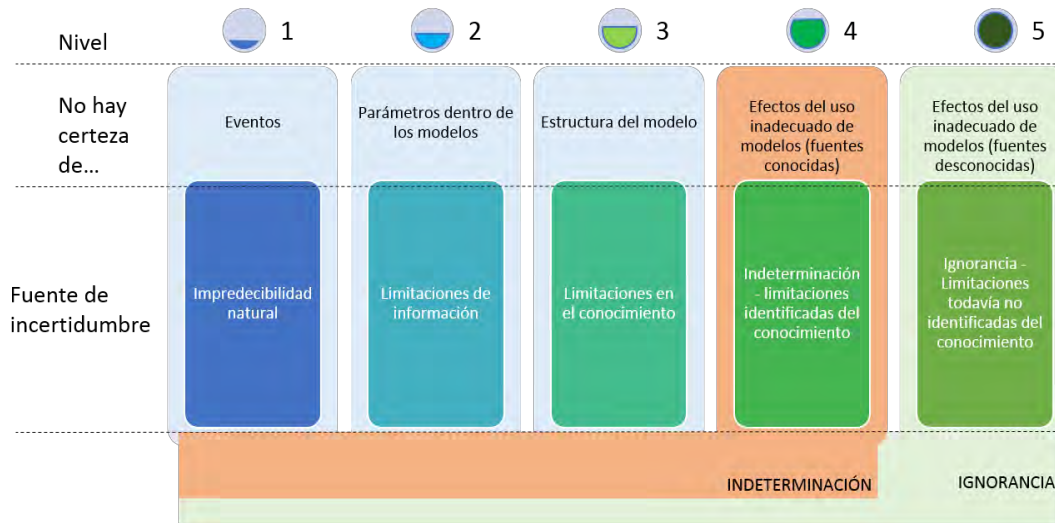 Nivel
1
2
3
4
5
No hay
certeza
de...
Eventos
Parámetros dentro de
los modelos
Estructura del modelo
Efectos del uso
inadecuado de
modelos (fuentes
conocidas)
Efectos del uso
inadecuado de
modelos (fuentes
desconocidas)
Fuente de
incertidumbre
Impredecibilidad
natural
Limitaciones de
información
Limitaciones en
el conocimiento
Indeterminación
- limitaciones
identificadas del
conocimiento
Ignorancia -
Limitaciones
todavía no
identificadas del
conocimiento
INDETERMINACIÓN
IGNORANCIA